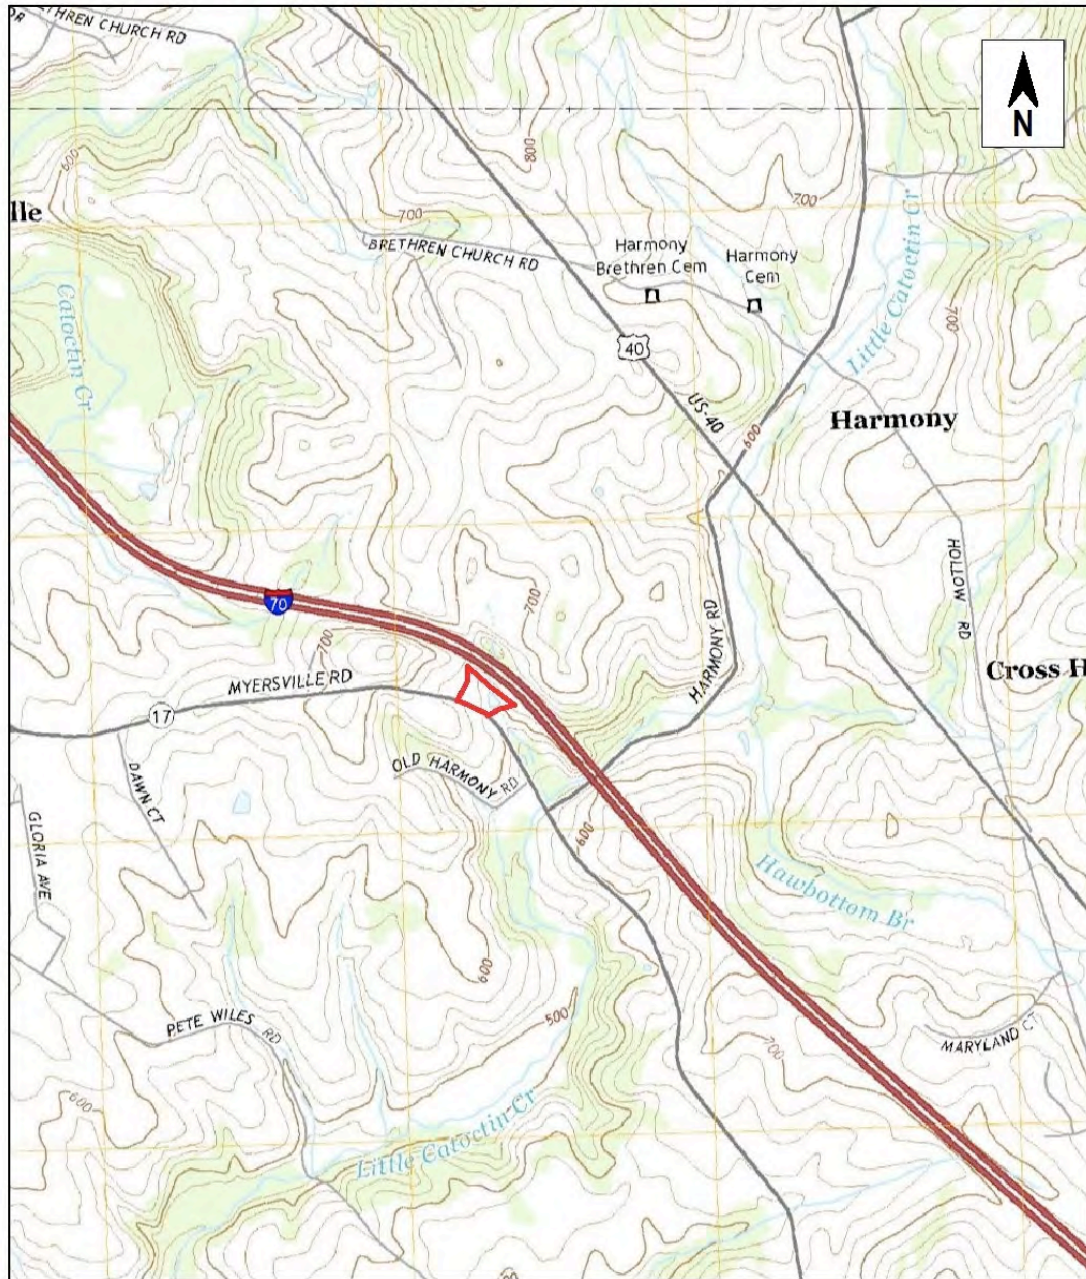 THREN CHURCH RD
N
600
800
700
lle
700
BRETHREN CHURCH RD
Harmony
Brethren Cem
Harmony
Cem
Catoctin Cr
Little Catoctin Cr
700
40
US-40
600
Harmony
HOLLOW RD
70
700
700
HARMONY RD
MYERSVILLE RD
17
Cross H
OLD HARMONY RD
DAWN CT
GLORIA AVE
600
Hawbottom Br
600
500
PETE WILES RD
700
MARYLAND CT
600
Little Catoctin Cr